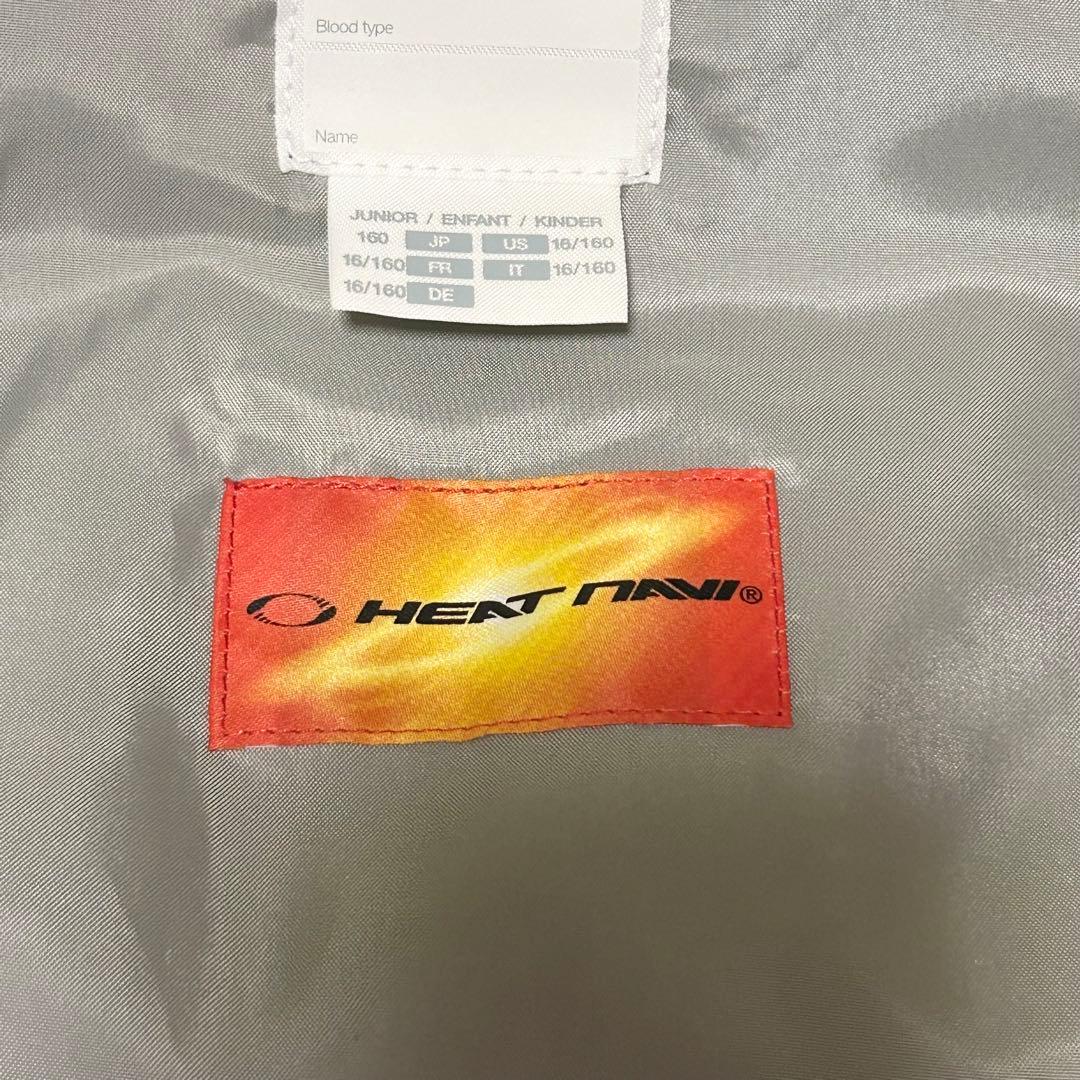 Blood type
Name
JUNIOR / ENFANT / KINDER
160 JP US 16/160
16/160 FR IT 16/160
16/160 DE
HEAT NAVI®